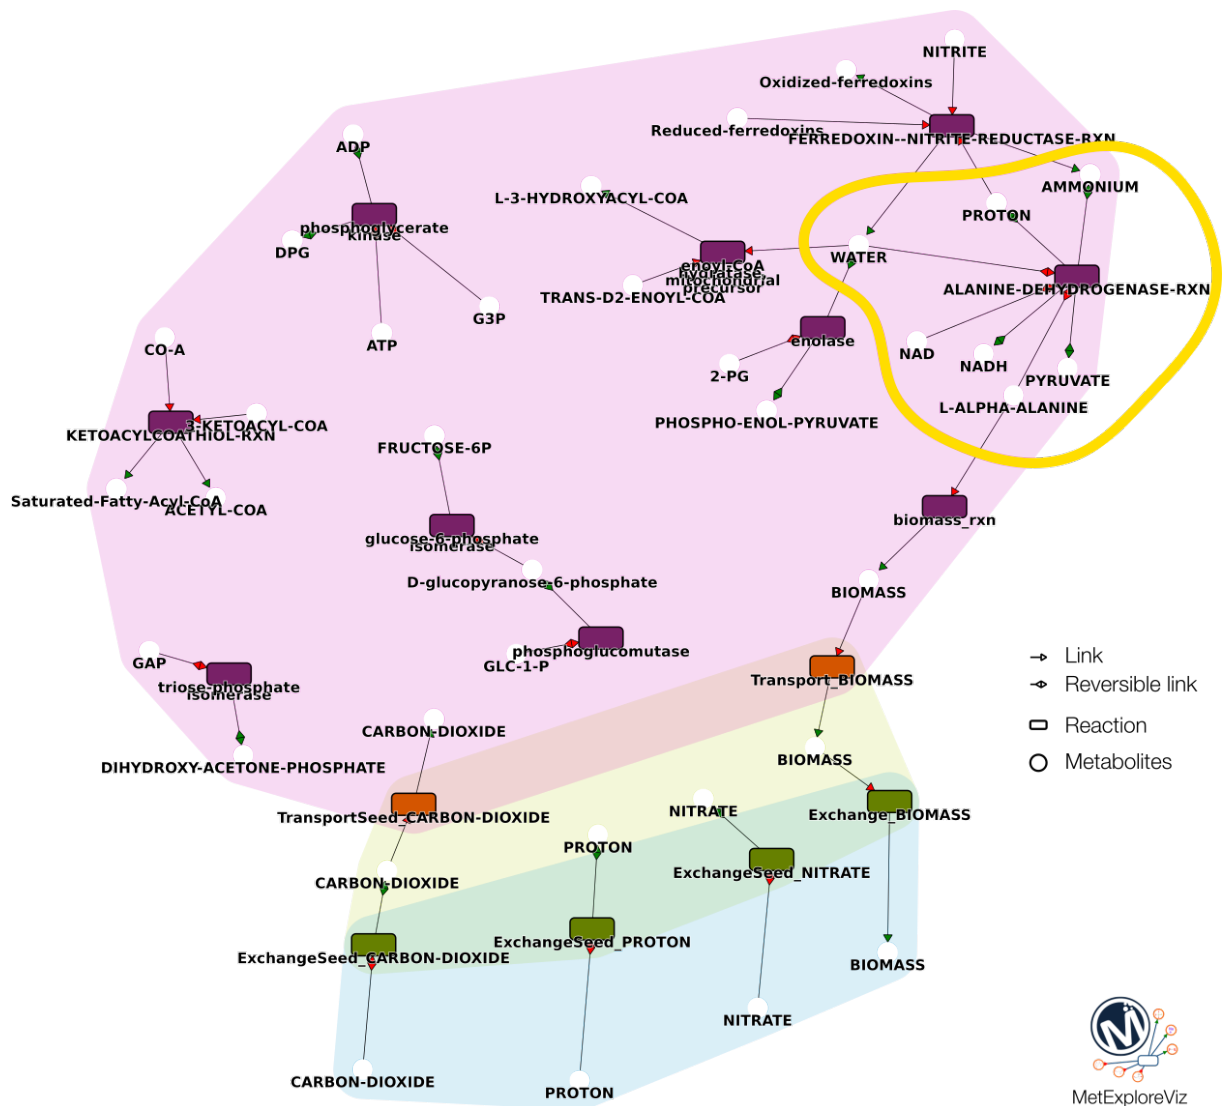 NITRITE
Oxidized-ferredoxins
Reduced-ferredoxins
FERREDOXIN--NITRITE-REDUCTASE-RXN
ADP
AMMONIUM
L-3-HYDROXYACYL-COA
PROTON
phosphoglycerate
kinase
DPG
WATER
enoyl-CoA
hydratase,
mitochondrial
precursor
ALANINE-DEHYDROGENASE-RXN
TRANS-D2-ENOYL-COA
G3P
ATP
enolase
CO-A
NAD
NADH
2-PG
PYRUVATE
L-ALPHA-ALANINE
PHOSPHO-ENOL-PYRUVATE
3-KETOACYL-COA
KETOACYLCOATHIOL-RXN
FRUCTOSE-6P
Saturated-Fatty-Acyl-CoA
ACETYL-COA
biomass_rxn
glucose-6-phosphate
isomerase
D-glucopyranose-6-phosphate
BIOMASS
phosphoglucomutase
GAP
GLC-1-P
Link
triose-phosphate
isomerase
Transport_BIOMASS
Reversible link
Reaction
CARBON-DIOXIDE
BIOMASS
Metabolites
DIHYDROXY-ACETONE-PHOSPHATE
NITRATE
Exchange_BIOMASS
TransportSeed_CARBON-DIOXIDE
PROTON
ExchangeSeed_NITRATE
CARBON-DIOXIDE
ExchangeSeed_PROTON
ExchangeSeed_CARBON-DIOXIDE
BIOMASS
NITRATE
CARBON-DIOXIDE
PROTON
M
MetExploreViz